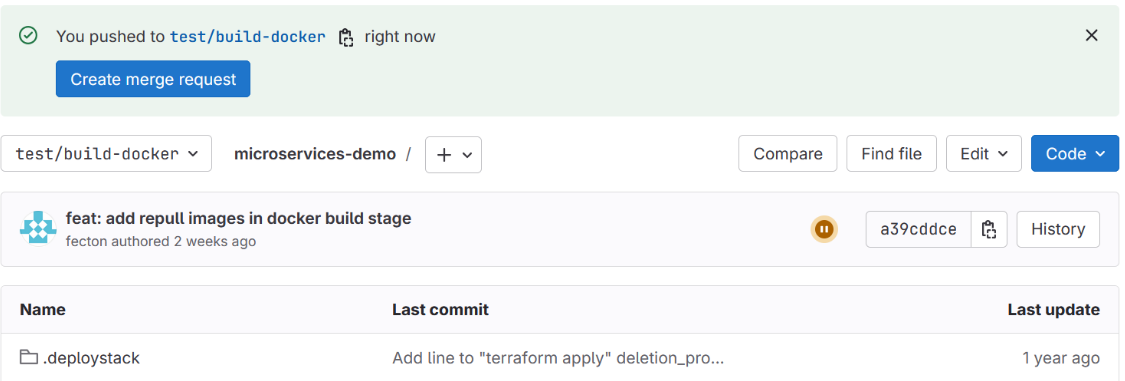 You pushed to test/build-docker right now
Create merge request
test/build-docker microservices-demo / + Compare Find file Edit Code
feat: add repull images in docker build stage
fecton authored 2 weeks ago
a39cddce History
Name Last commit Last update
.deploystack Add line to "terraform apply" deletion_pro... 1 year ago